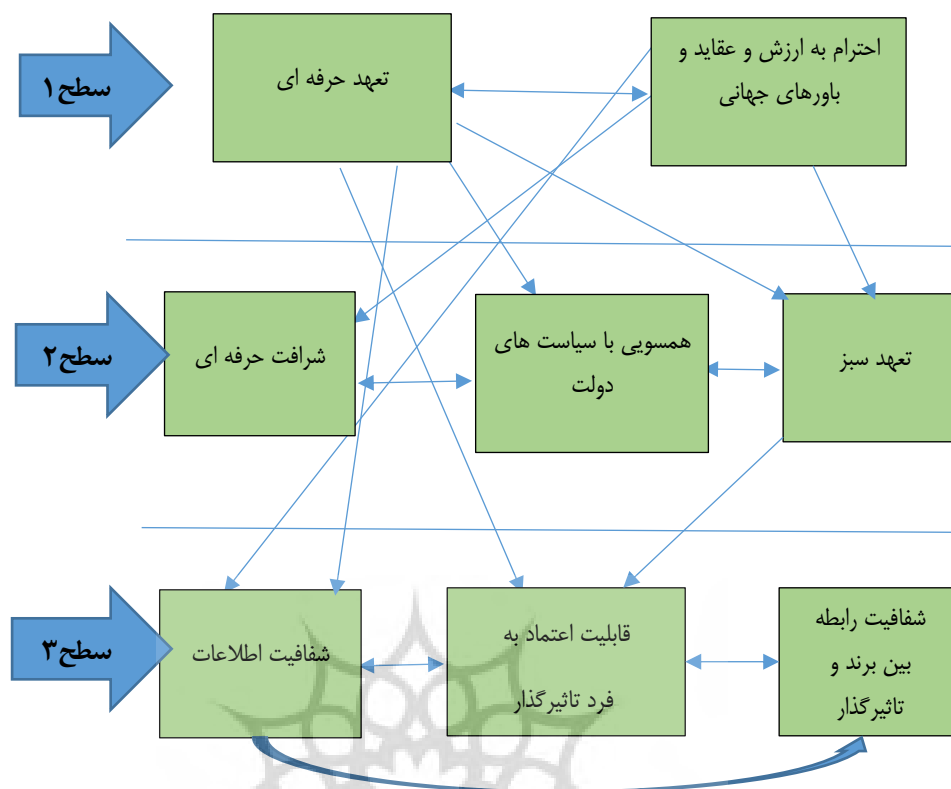 سطح۱
تعهد حرفه ای
احترام به ارزش و عقاید و
باورهای جهانی
سطح۲
شرافت حرفه ای
همسویی با سیاست های
دولت
تعهد سبز
سطح۳
شفافیت اطلاعات
قابلیت اعتماد به
فرد تاثیرگذار
شفافیت رابطه
بین برند و
تاثیرگذار